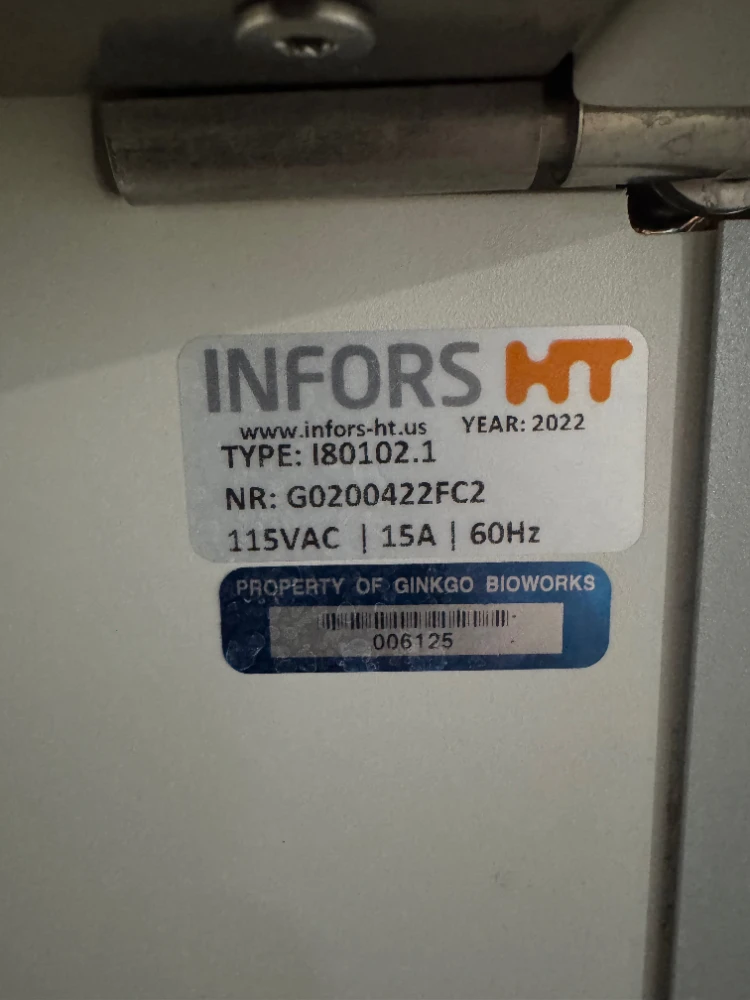 INFORS HT
www.infors-ht.us YEAR: 2022
TYPE: I80102.1
NR: G0200422FC2
115VAC | 15A | 60Hz
PROPERTY OF GINKGO BIOWORKS
006125